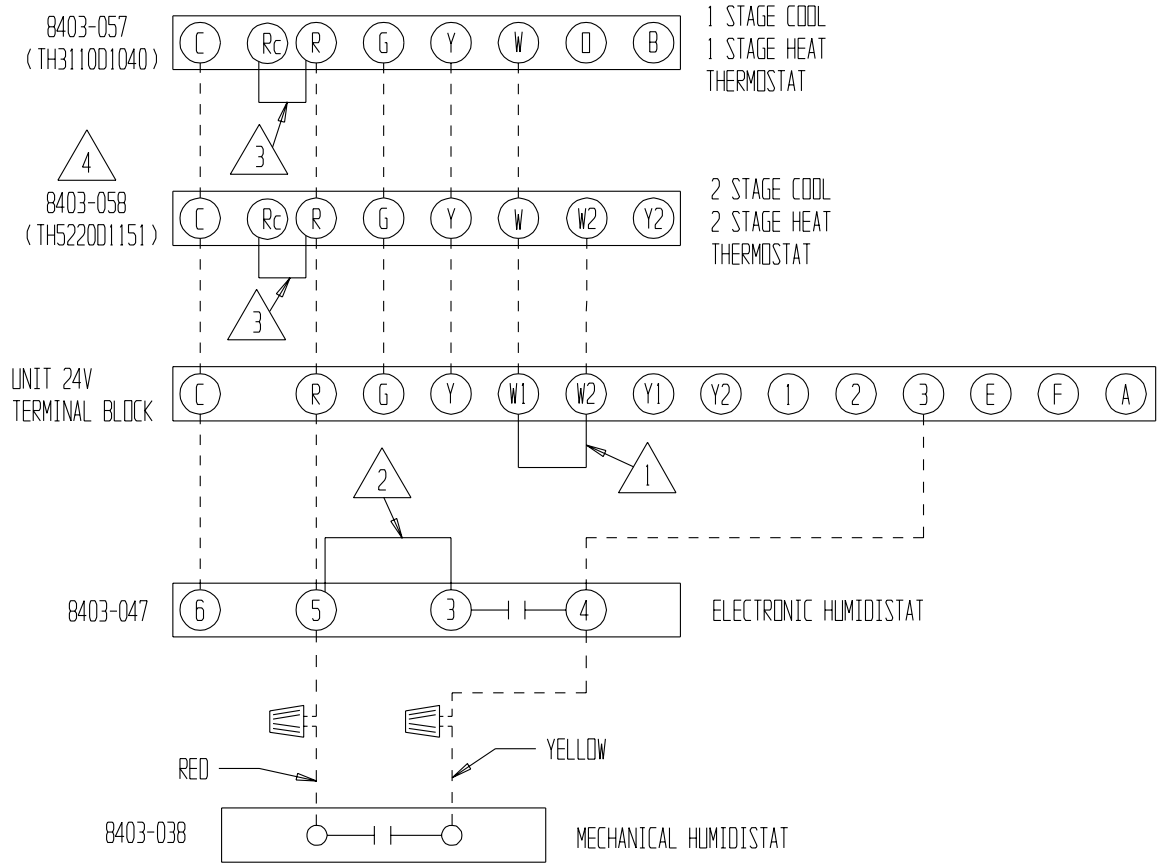 8403-057
(TH3110D1040)
C Rc R G Y W O B
1 STAGE COOL
1 STAGE HEAT
THERMOSTAT
3
4
8403-058
(TH5220D1151)
C Rc R G Y W W2 Y2
2 STAGE COOL
2 STAGE HEAT
THERMOSTAT
3
UNIT 24V
TERMINAL BLOCK
C R G Y W1 W2 Y1 Y2 1 2 3 E F A
2
1
8403-047
6 5 3 4
ELECTRONIC HUMIDISTAT
RED
YELLOW
8403-038
MECHANICAL HUMIDISTAT